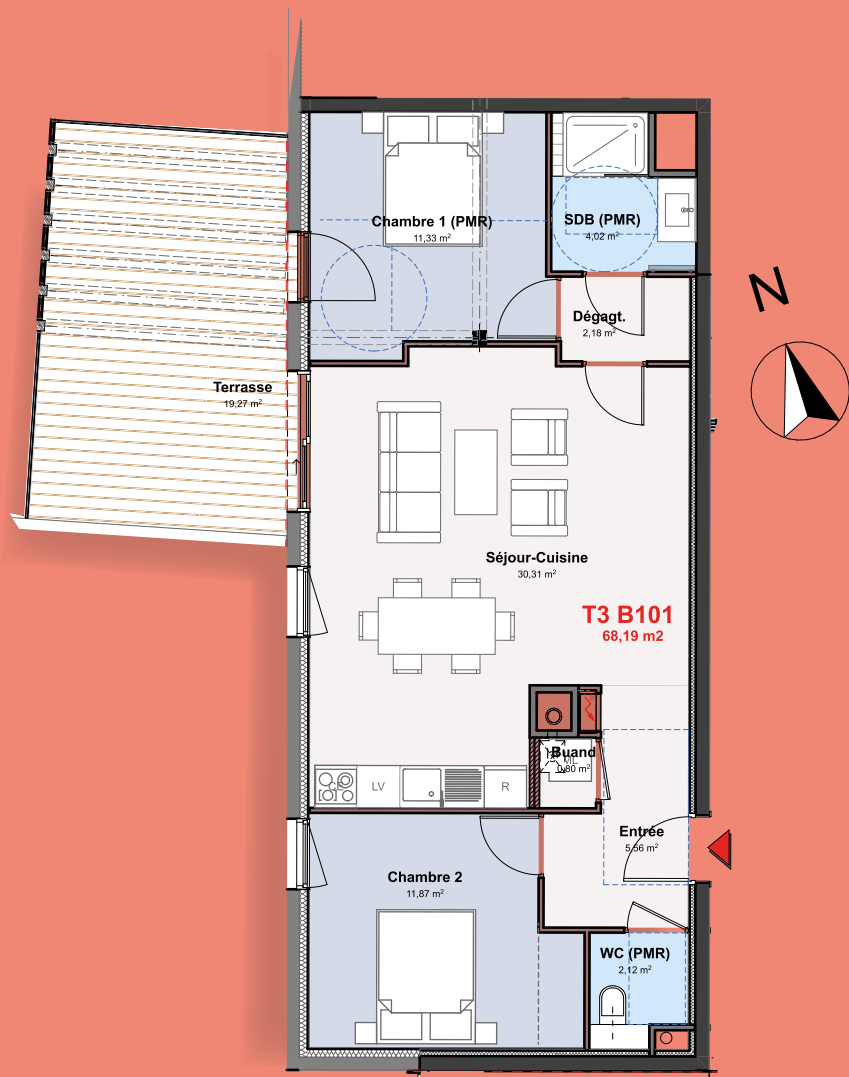 Chambre 1 (PMR)
11,33 m²
SDB (PMR)
4,02 m²
N
Dégagt.
2,18 m²
Terrasse
19,27 m²
Séjour-Cuisine
30,31 m²
T3 B101
68,19 m2
Buand
0,80 m²
LV
R
Entrée
5,56 m²
Chambre 2
11,87 m²
WC (PMR)
2,12 m²